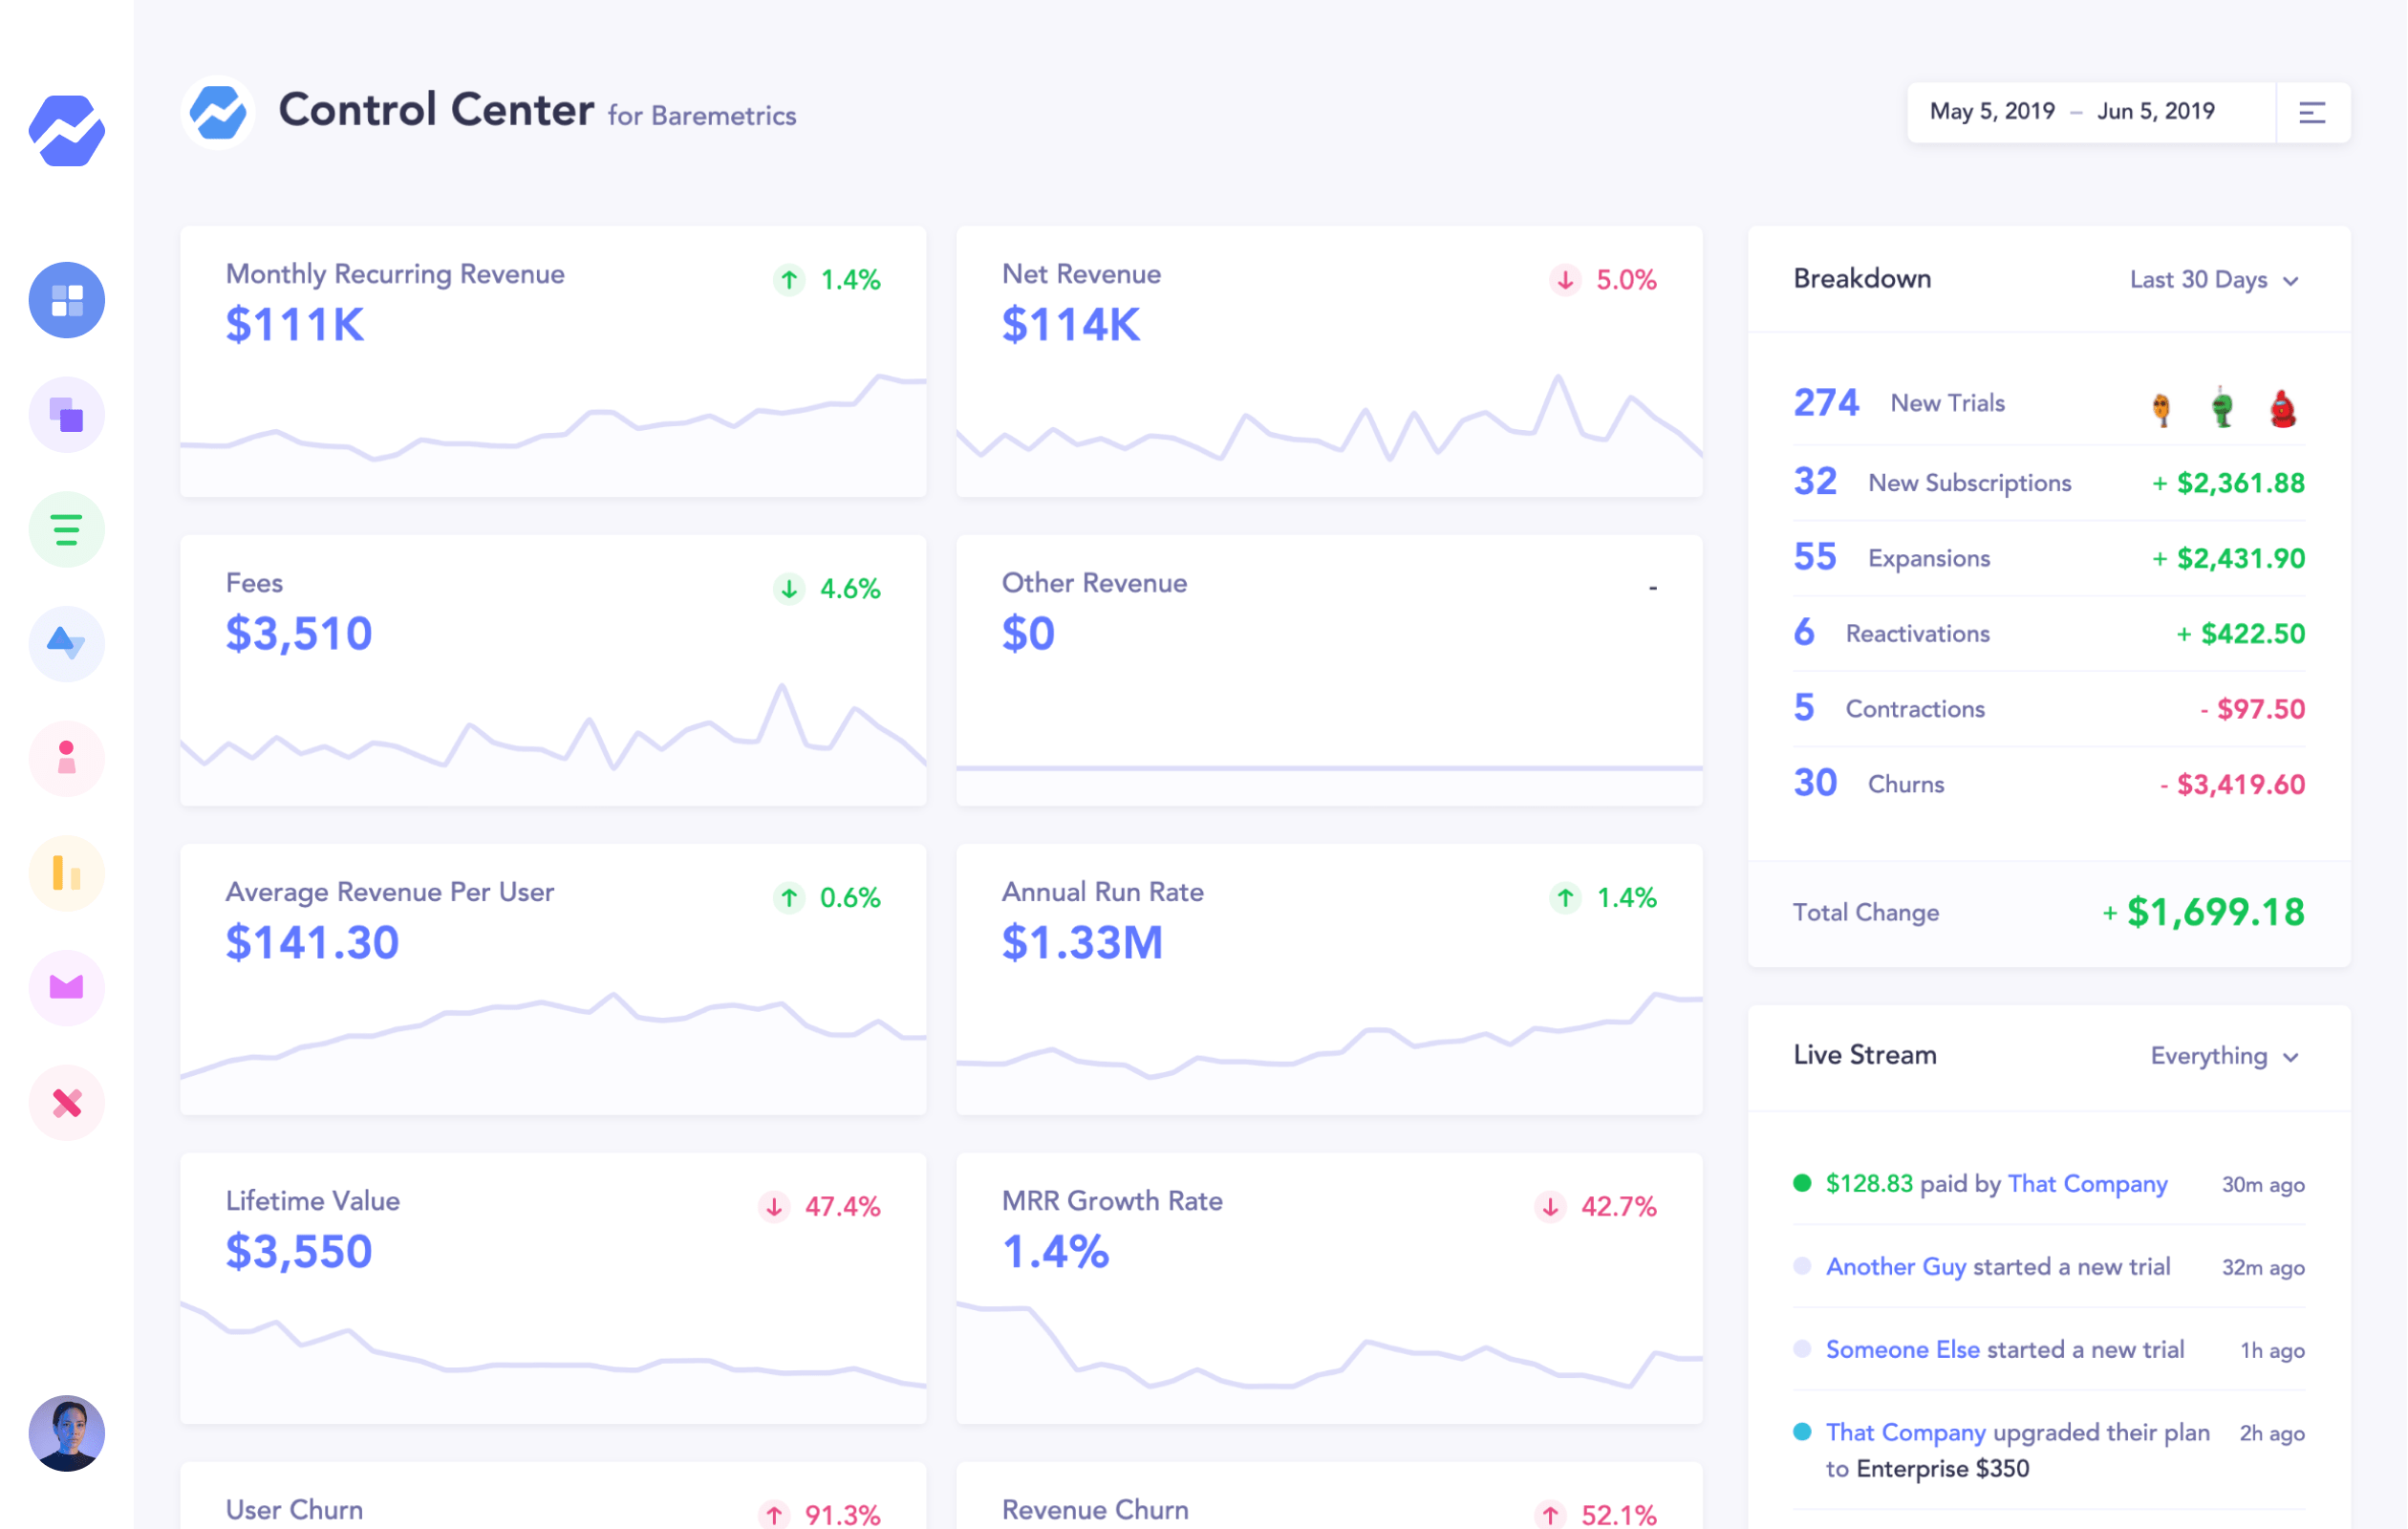 Control Center for Baremetrics
May 5, 2019 – Jun 5, 2019
Monthly Recurring Revenue
↑ 1.4%
$111K
Net Revenue
↓ 5.0%
$114K
Fees
↓ 4.6%
$3,510
Other Revenue
-
$0
Average Revenue Per User
↑ 0.6%
$141.30
Annual Run Rate
↑ 1.4%
$1.33M
Lifetime Value
↓ 47.4%
$3,550
MRR Growth Rate
↓ 42.7%
1.4%
User Churn
↑ 91.3%
Revenue Churn
↑ 52.1%
Breakdown
Last 30 Days
274 New Trials
32 New Subscriptions + $2,361.88
55 Expansions + $2,431.90
6 Reactivations + $422.50
5 Contractions - $97.50
30 Churns - $3,419.60
Total Change + $1,699.18
Live Stream
Everything
$128.83 paid by That Company 30m ago
Another Guy started a new trial 32m ago
Someone Else started a new trial 1h ago
That Company upgraded their plan 2h ago
to Enterprise $350